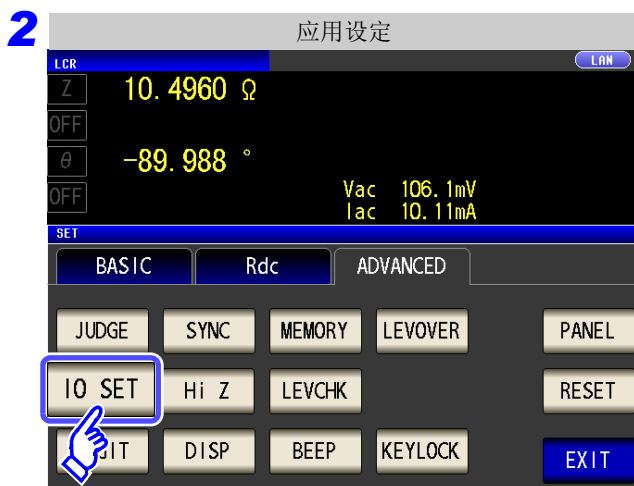 2
应用设定
LCR
LAN
Z 10.4960 Ω
OFF
θ -89.988 °
OFF
Vac 106.1mV
Iac 10.11mA
SET
BASIC Rdc ADVANCED
JUDGE SYNC MEMORY LEVOVER PANEL
IO SET Hi Z LEVCHK RESET
DISP BEEP KEYLOCK EXIT